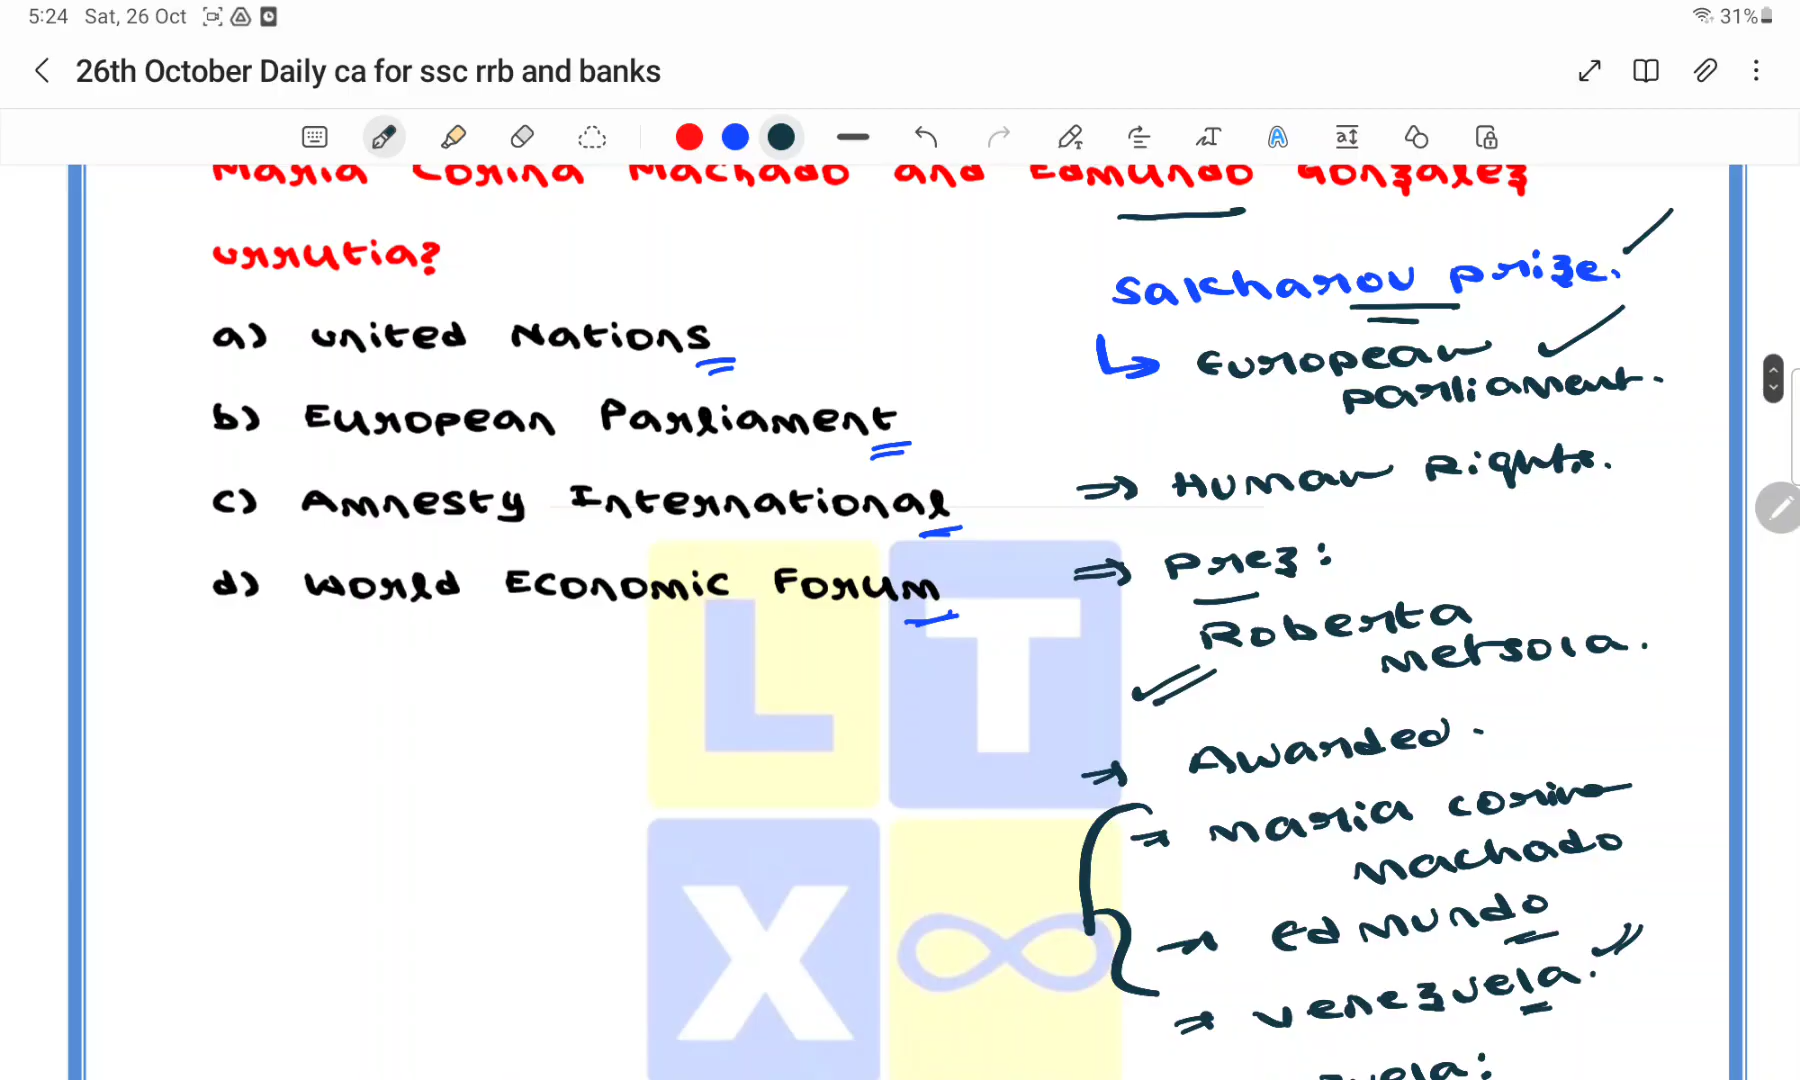 5:24 Sat, 26 Oct
31%
26th October Daily ca for ssc rrb and banks
Maria Corina Machado and Edmundo Gonzalez
urrutia?
a) United Nations
b) European Parliament
c) Amnesty International
d) World Economic Forum
Sakharov prize.
European
parliament.
Human Rights.
Prez:
Roberta
Metsola.
Awarded.
Maria Corina
Machado
Edmundo
Venezuela.
L T
X ∞